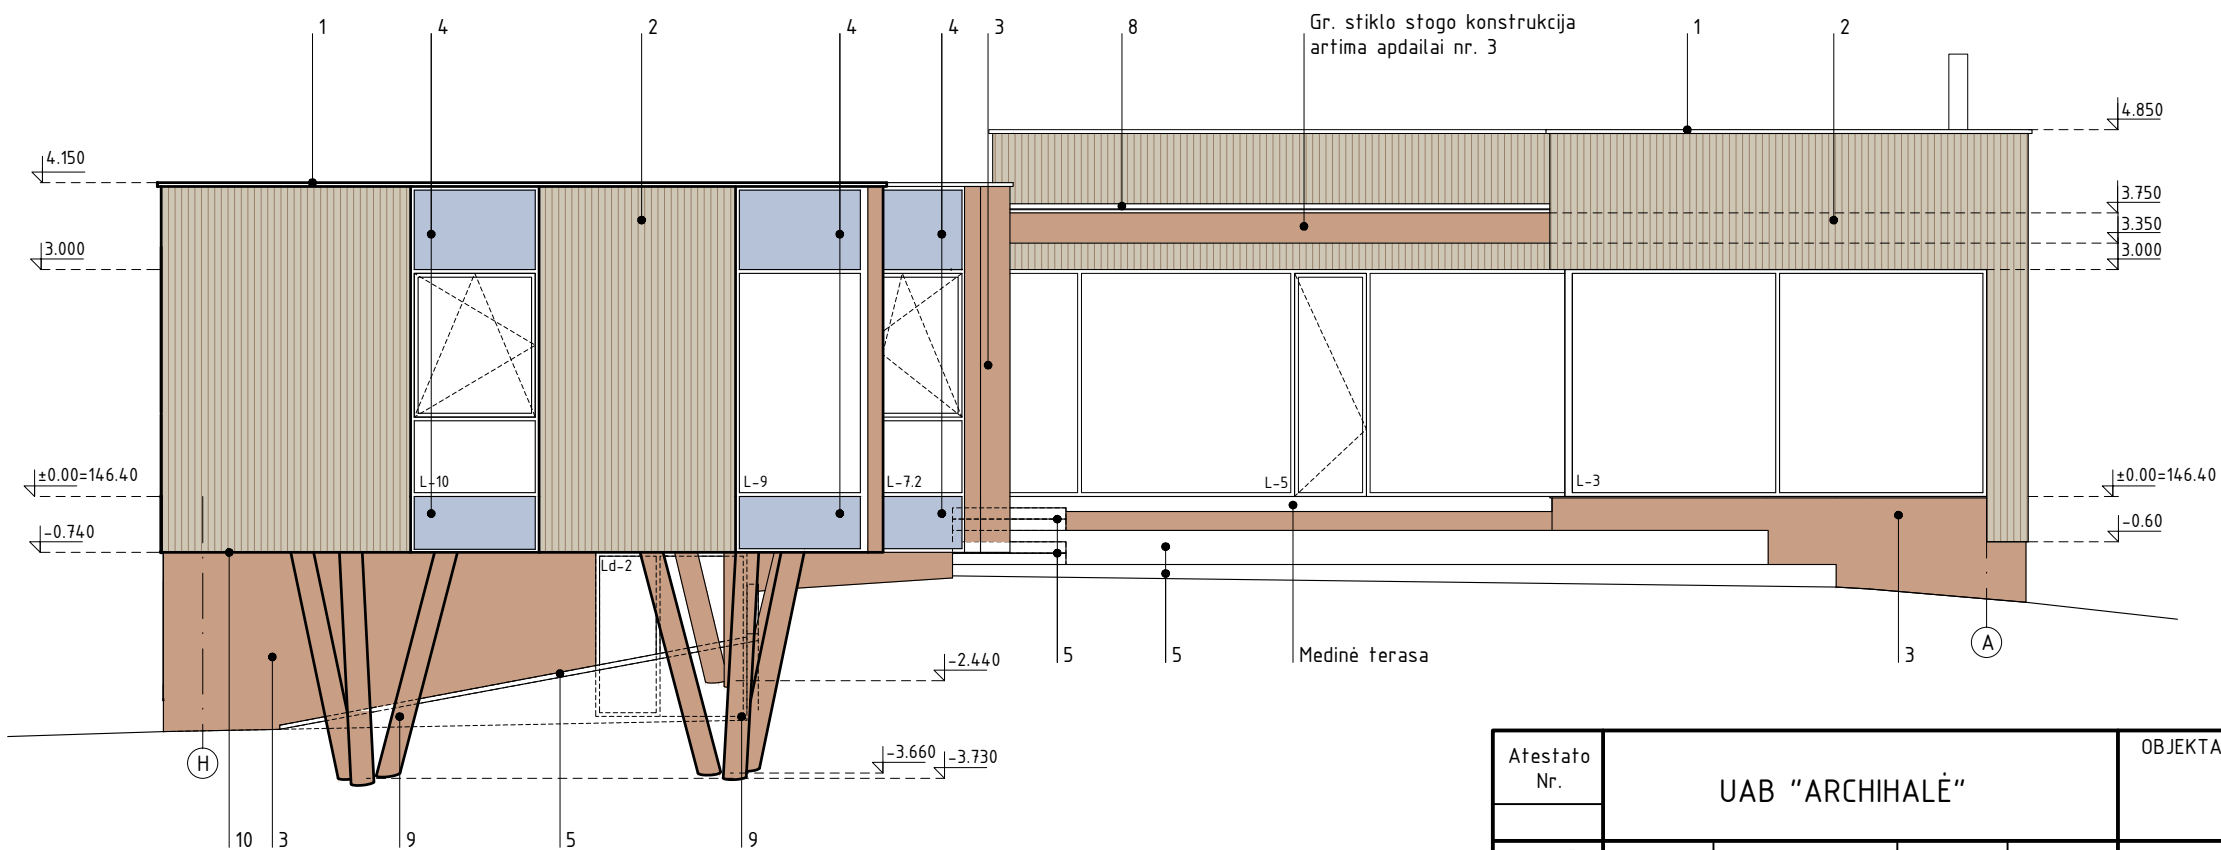 1
4
2
4
4
3
8
Gr. stiklo stogo konstrukcija
artima apdailai nr. 3
1
2
4.850
4.150
3.750
3.350
3.000
3.000
±0.00=146.40
L-10
L-9
L-7.2
L-5
L-3
±0.00=146.40
-0.740
-0.60
Ld-2
5
5
Medinė terasa
3
A
-2.440
H
-3.660
-3.730
10
3
9
5
9
Atestato
Nr.
UAB "ARCHIHALĖ"
OBJEKTA